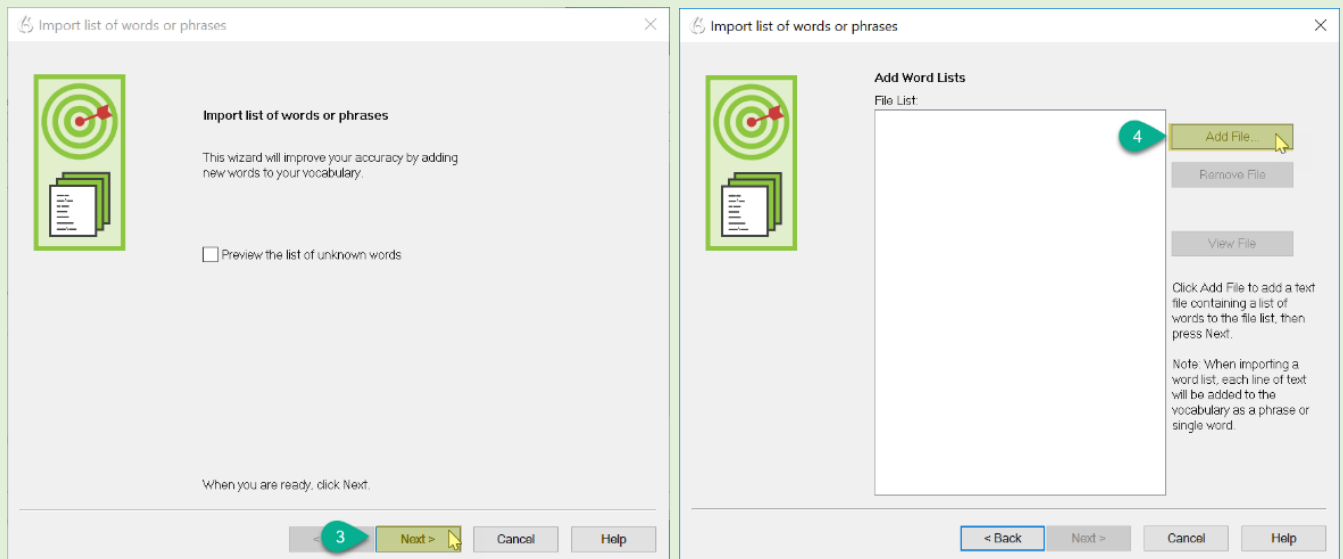 Import list of words or phrases
Import list of words or phrases
This wizard will improve your accuracy by adding
new words to your vocabulary.
Preview the list of unknown words
When you are ready, click Next.
<
3
Next >
Cancel
Help
Import list of words or phrases
Add Word Lists
File List:
4
Add File...
Remove File
View File
Click Add File to add a text
file containing a list of
words to the file list, then
press Next.
Note: When importing a
word list, each line of text
will be added to the
vocabulary as a phrase or
single word.
< Back
Next >
Cancel
Help